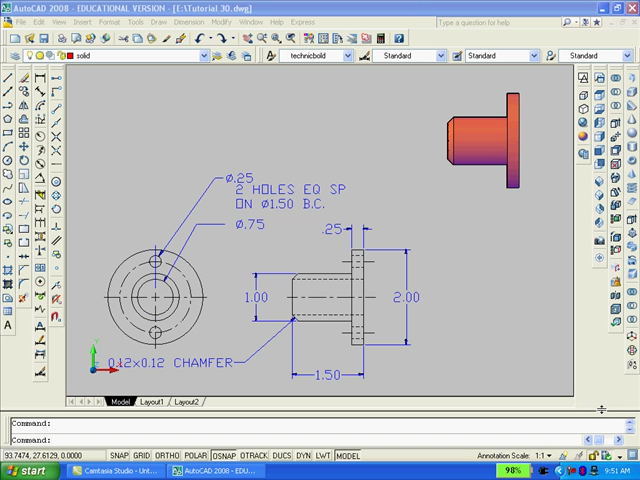 AutoCAD 2008 - EDUCATIONAL VERSION - [E:\Tutorial 30.dwg]
File Edit View Insert Format Tools Draw Dimension Modify Window Help Express
Type a question for help
solid
technicbold
Standard
Standard
Standard
Ø.25
2 HOLES EQ SP
ON Ø1.50 B.C.
Ø.75
.25
1.00
2.00
0.12x0.12 CHAMFER
1.50
Y
Model Layout1 Layout2
Command:
Command:
93.7474, 27.6129, 0.0000
SNAP GRID ORTHO POLAR OSNAP OTRACK DUCS DYN LWT MODEL
Annotation Scale: 1:1
start
Camtasia Studio - Unt...
AutoCAD 2008 - EDU...
98%
9:51 AM